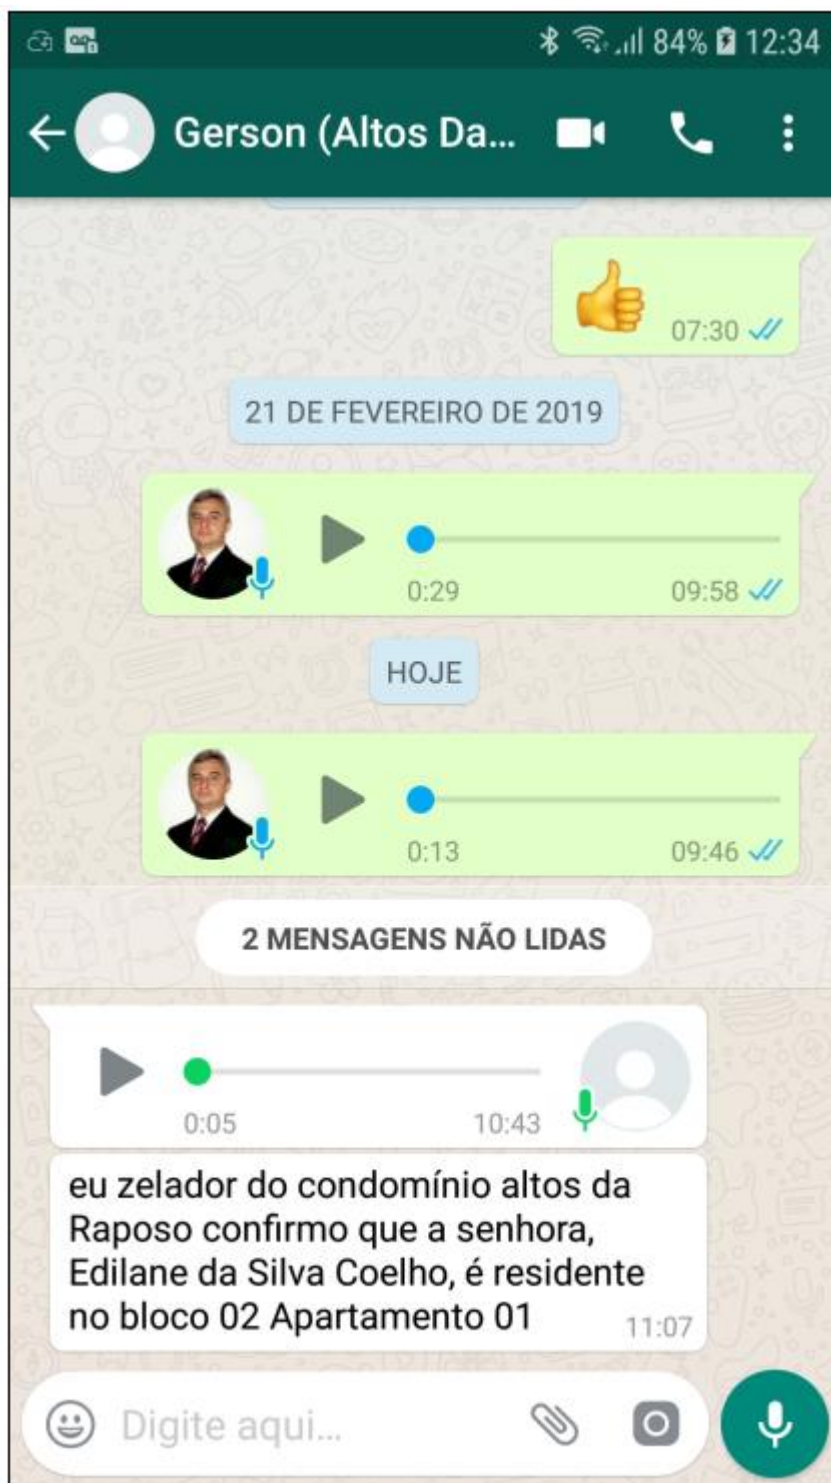 84% 12:34
Gerson (Altos Da...
07:30
21 DE FEVEREIRO DE 2019
0:29 09:58
HOJE
0:13 09:46
2 MENSAGENS NÃO LIDAS
0:05 10:43
eu zelador do condomínio altos da
Raposo confirmo que a senhora,
Edilane da Silva Coelho, é residente
no bloco 02 Apartamento 01 11:07
Digite aqui...